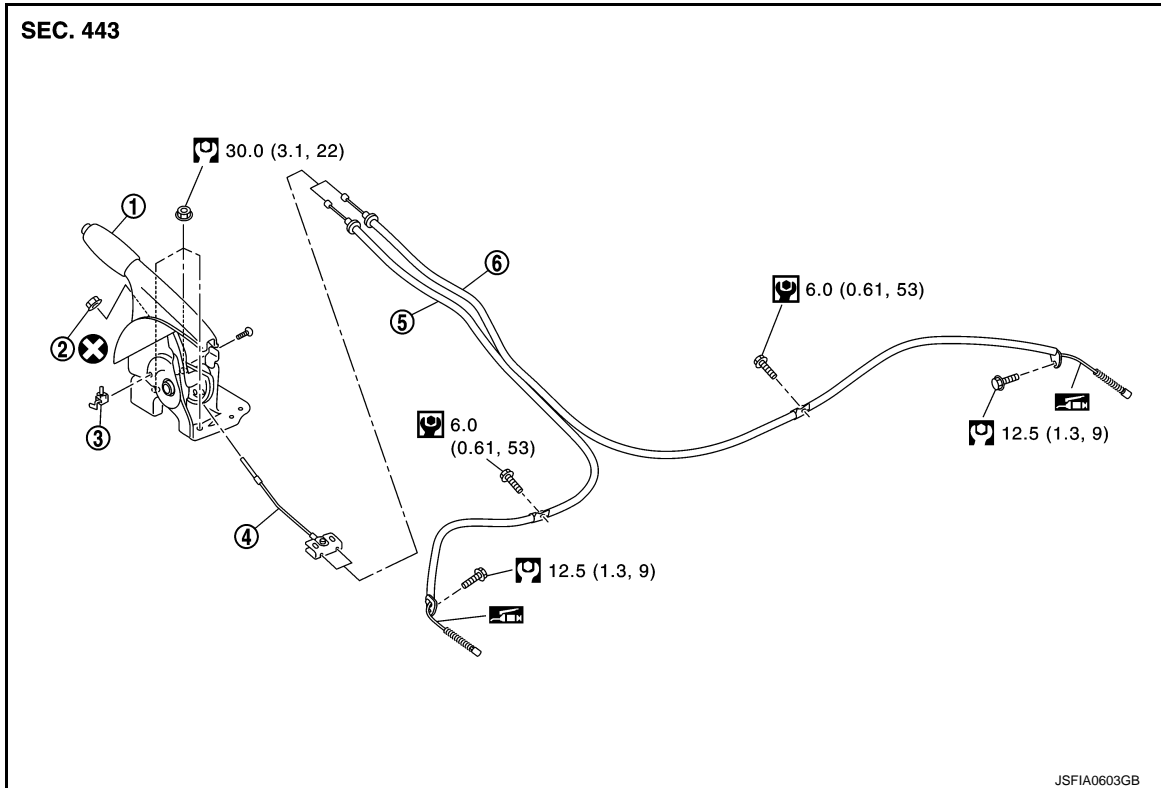 SEC. 443
30.0 (3.1, 22)
1
6
6.0 (0.61, 53)
5
2
3
6.0
(0.61, 53)
12.5 (1.3, 9)
4
12.5 (1.3, 9)
JSFIA0603GB